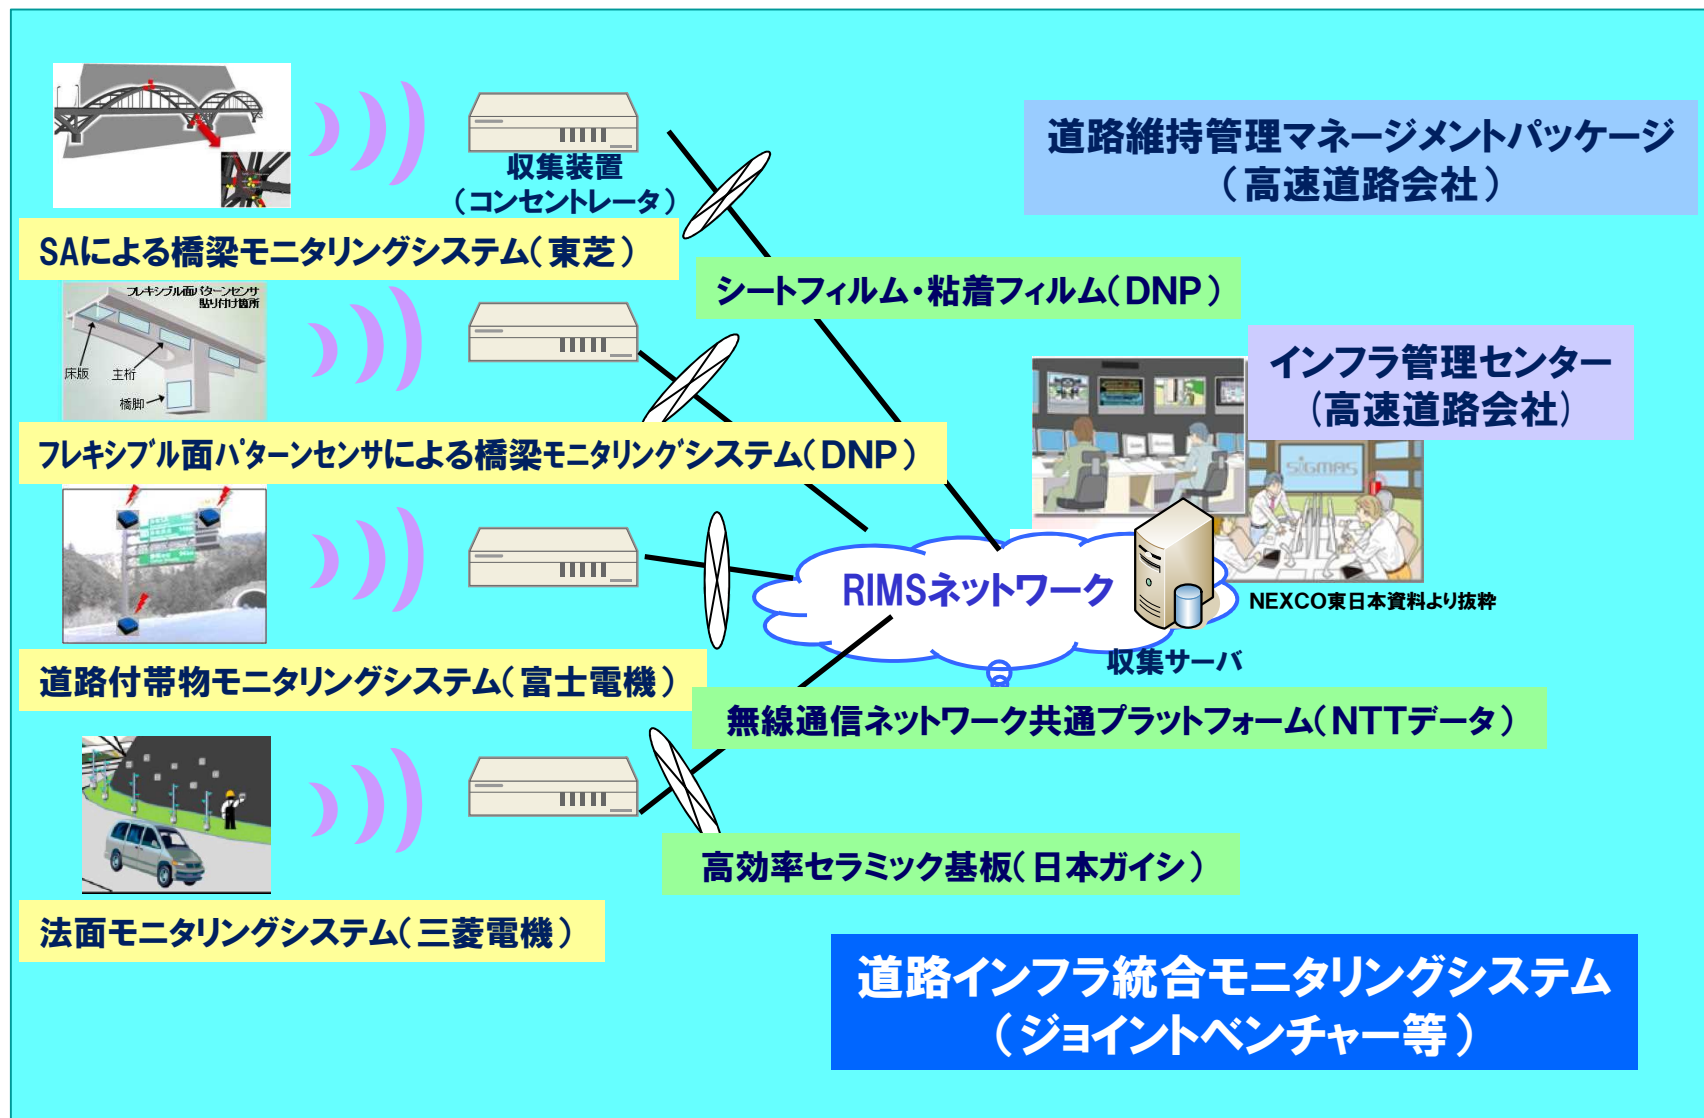 収集装置
（コンセントレータ）
SAによる橋梁モニタリングシステム（東芝）
フレキシブル面パターンセンサ
貼り付け箇所
床版
主桁
橋脚
フレキシブル面パターンセンサによる橋梁モニタリングシステム（DNP）
道路付帯物モニタリングシステム（富士電機）
法面モニタリングシステム（三菱電機）
道路維持管理マネージメントパッケージ
（高速道路会社）
シートフィルム・粘着フィルム（DNP）
インフラ管理センター
（高速道路会社）
SIGMAS
RIMSネットワーク
NEXCO東日本資料より抜粋
収集サーバ
無線通信ネットワーク共通プラットフォーム（NTTデータ）
高効率セラミック基板（日本ガイシ）
道路インフラ統合モニタリングシステム
（ジョイントベンチャー等）